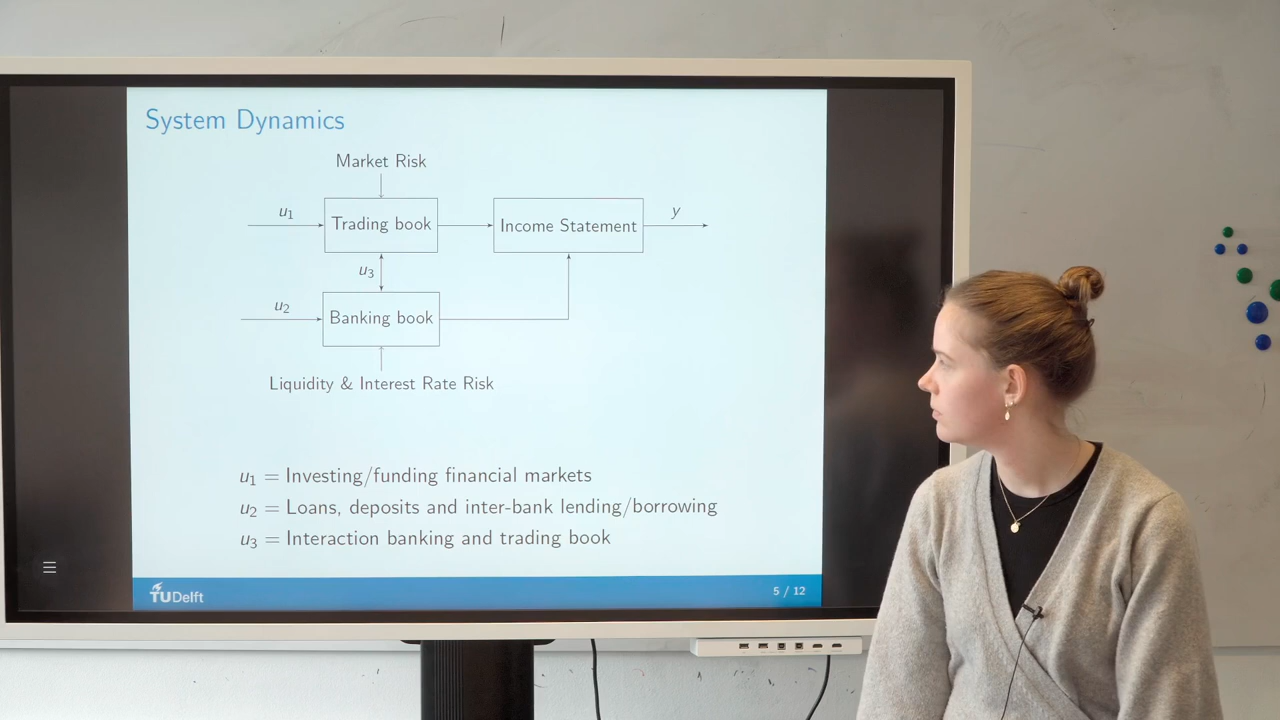 System Dynamics
Market Risk
u₁
Trading book
Income Statement
y
u₃
u₂
Banking book
Liquidity & Interest Rate Risk
u₁ = Investing/funding financial markets
u₂ = Loans, deposits and inter-bank lending/borrowing
u₃ = Interaction banking and trading book
TUDelft
5 / 12